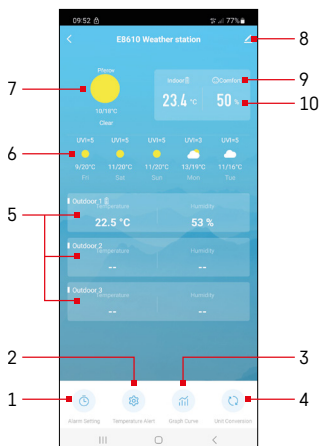 09:52
77%
E8610 Weather station
8
Phoenix
Indoor
Comfort
9
7
10/18°C
23.4 °C
50 %
10
Clear
UVI=5 UVI=5 UVI=5 UVI=3 UVI=5
6
9/20°C 11/20°C 11/20°C 13/19°C 11/16°C
Fri Sat Sun Mon Tue
Outdoor 1
Temperature Humidity
5
22.5 °C 53 %
Outdoor 2
Temperature Humidity
-- --
Outdoor 3
Temperature Humidity
-- --
2 3
1 4
Alarm Setting Temperature Alert Graph Curve Unit Conversion